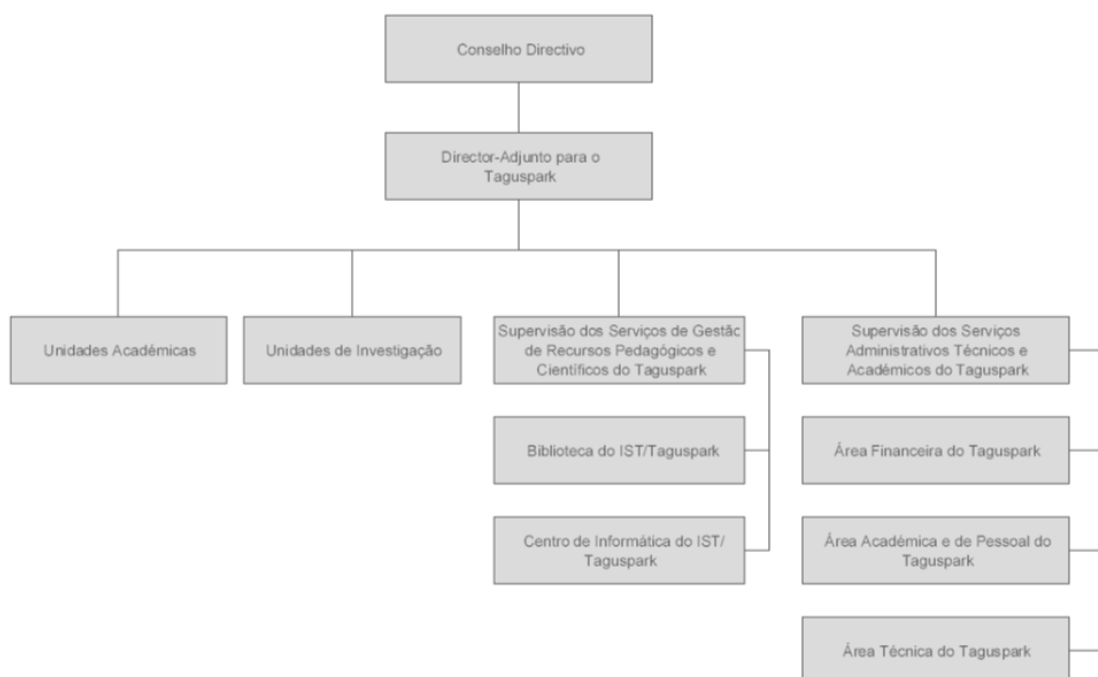 Conselho Directivo
Director-Adjunto para o
Taguspark
Unidades Académicas
Unidades de Investigação
Supervisão dos Serviços de Gestão
de Recursos Pedagógicos e
Científicos do Taguspark
Supervisão dos Serviços
Administrativos Técnicos e
Académicos do Taguspark
Biblioteca do IST/Taguspark
Área Financeira do Taguspark
Centro de Informática do IST/
Taguspark
Área Académica e de Pessoal do
Taguspark
Área Técnica do Taguspark